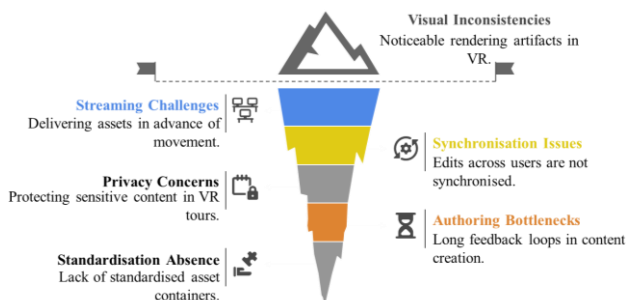 Visual Inconsistencies
Noticeable rendering artifacts in
VR.
Streaming Challenges
Delivering assets in advance of
movement.
Synchronisation Issues
Edits across users are not
synchronised.
Privacy Concerns
Protecting sensitive content in VR
tours.
Authoring Bottlenecks
Long feedback loops in content
creation.
Standardisation Absence
Lack of standardised asset
containers.